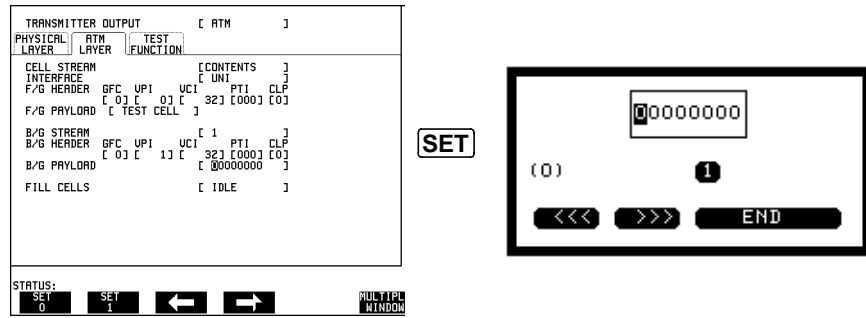 TRANSMITTER OUTPUT [ ATM ]
PHYSICAL LAYER ATM LAYER TEST FUNCTION
CELL STREAM [CONTENTS ]
INTERFACE [ UNI ]
F/G HEADER GFC VPI VCI PTI CLP
[ 0] [ 0] [ 32] [000] [0]
F/G PAYLOAD [ TEST CELL ]
B/G STREAM [ 1 ]
B/G HEADER GFC VPI VCI PTI CLP
[ 0] [ 1] [ 32] [000] [0]
B/G PAYLOAD [ 00000000 ]
FILL CELLS [ IDLE ]
STATUS:
SET 0 SET 1 MULTIPL WINDOW
SET
00000000
(0) 1
<<< >>> END